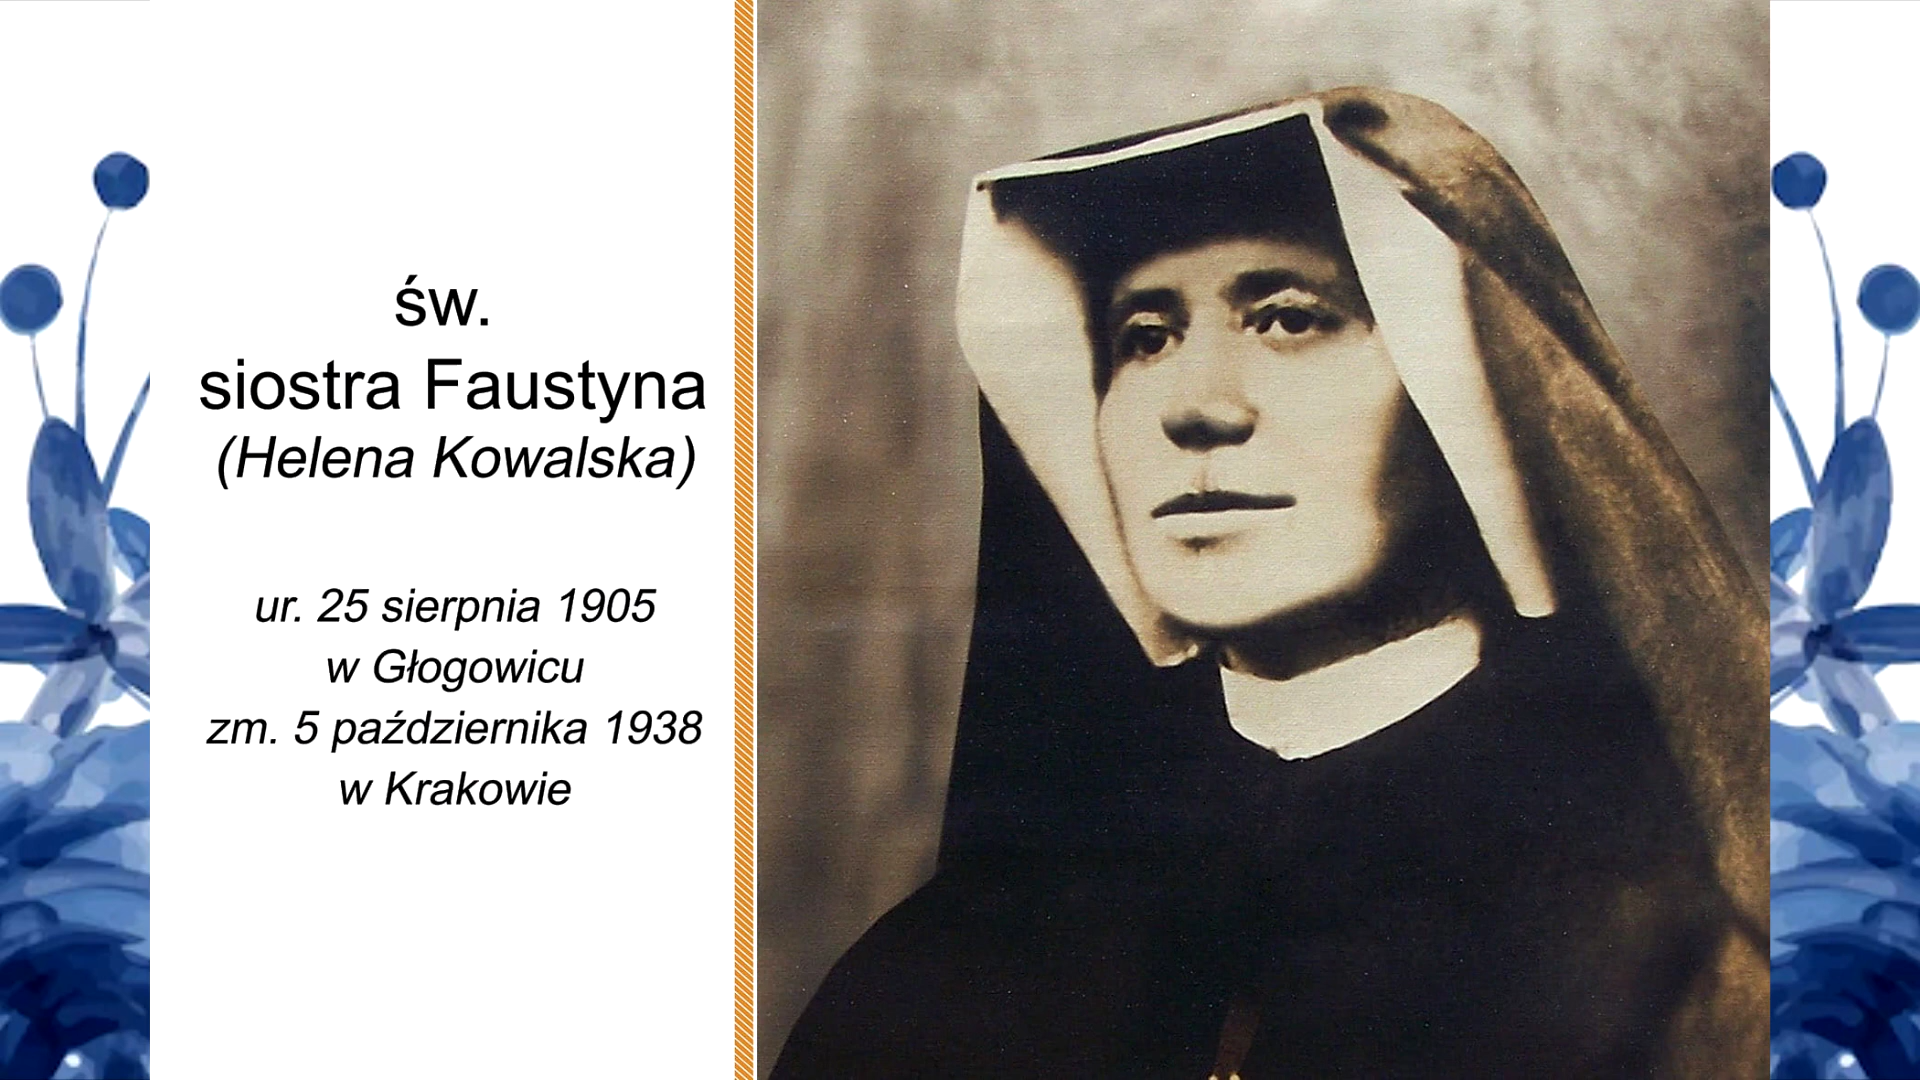 św.
siostra Faustyna
(Helena Kowalska)
ur. 25 sierpnia 1905
w Głogowicu
zm. 5 października 1938
w Krakowie